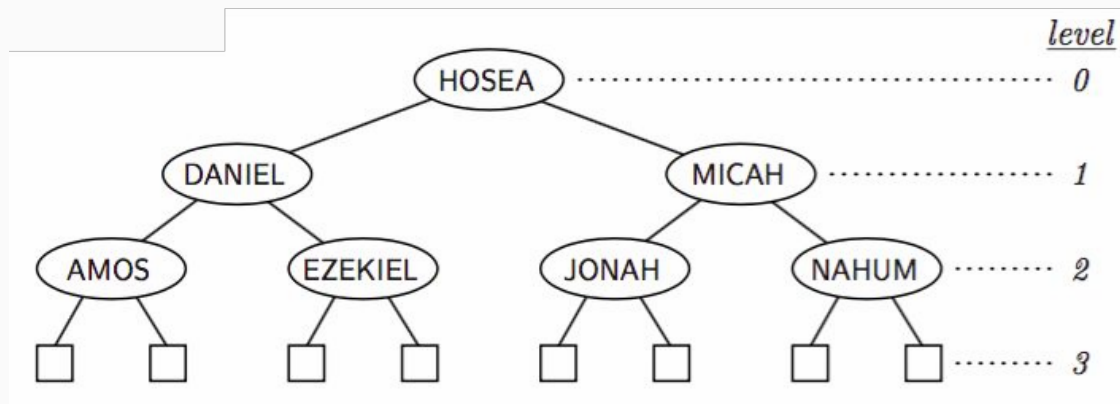 level
HOSEA 0
DANIEL MICAH 1
AMOS EZEKIEL JONAH NAHUM 2
3